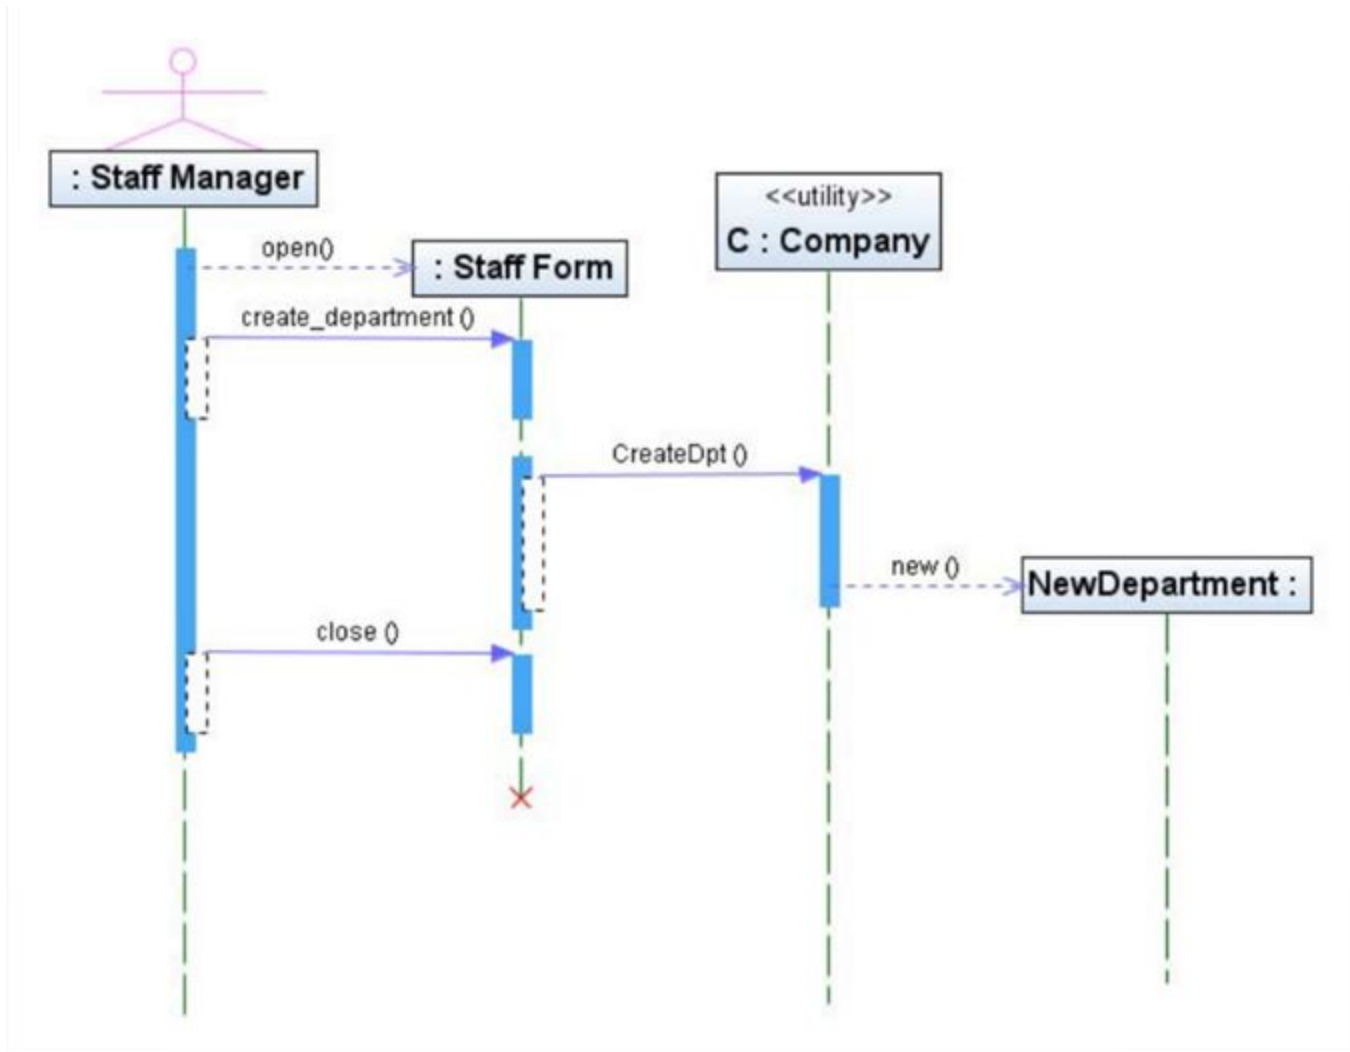 : Staff Manager
<<utility>>
C : Company
open()
: Staff Form
create_department ()
CreateDpt ()
new ()
NewDepartment :
close ()